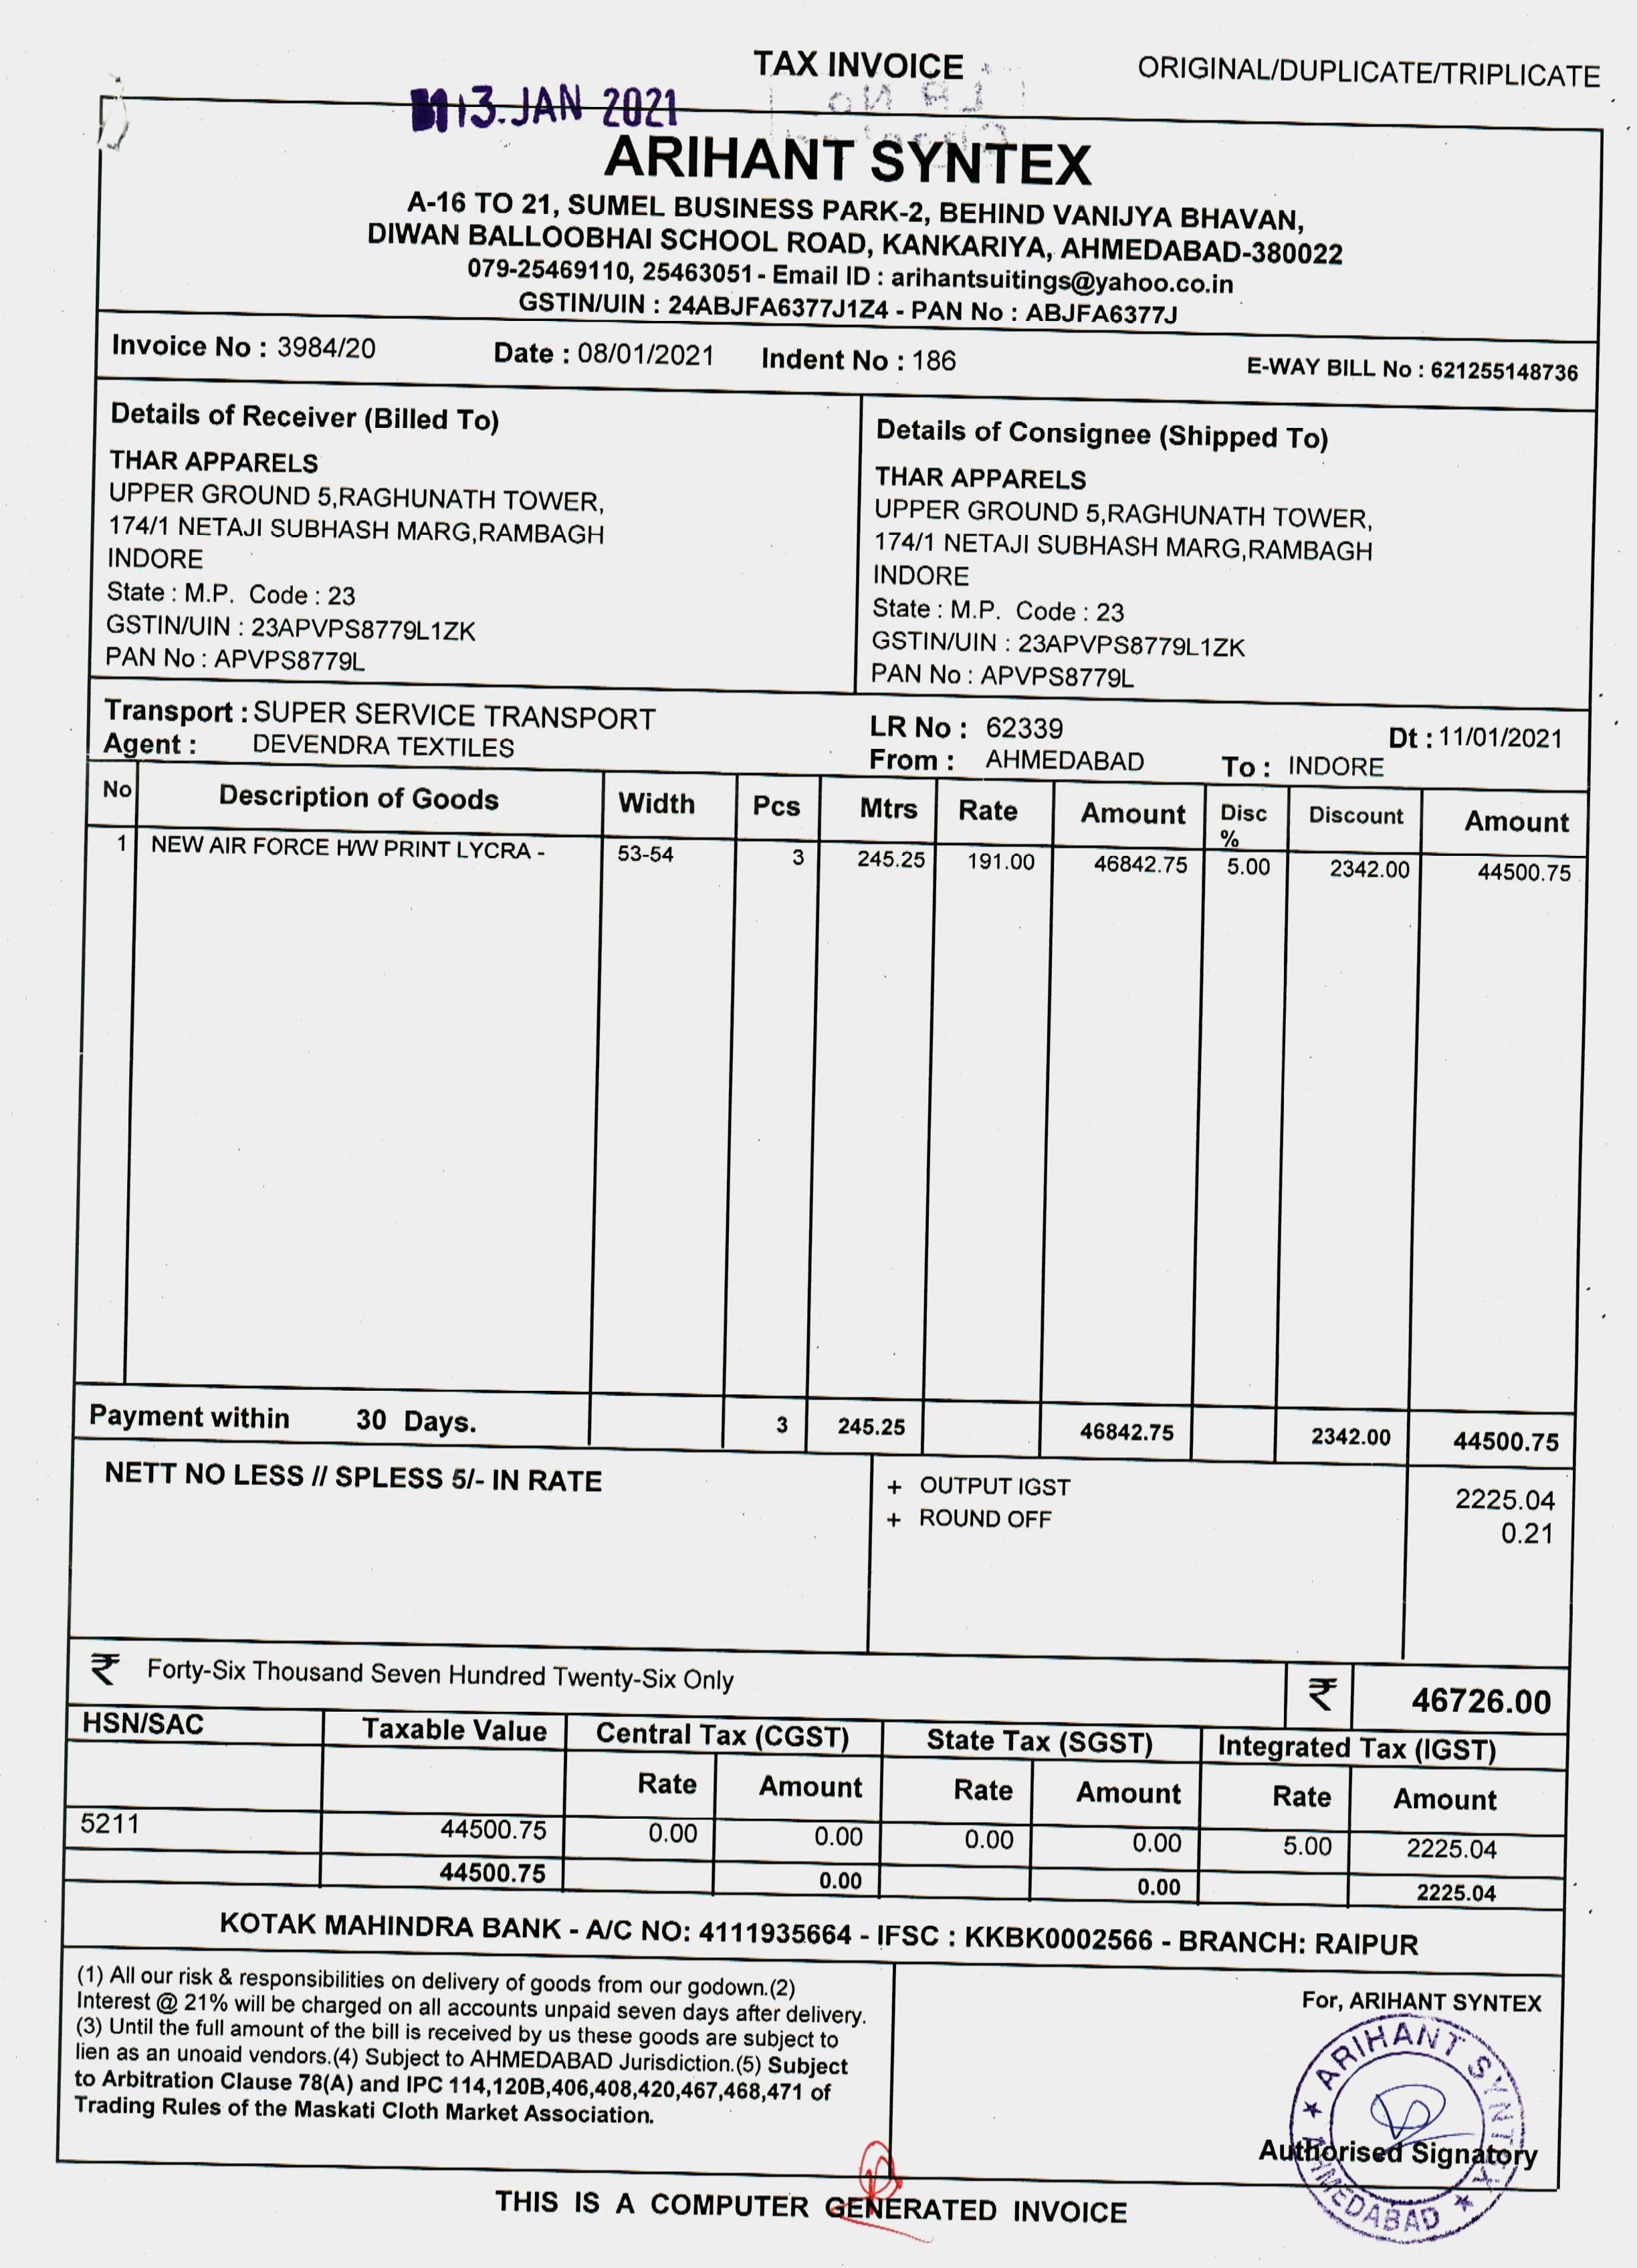 TAX INVOICE
ORIGINAL/DUPLICATE/TRIPLICATE
13.JAN 2021
ARIHANT SYNTEX
A-16 TO 21, SUMEL BUSINESS PARK-2, BEHIND VANIJYA BHAVAN,
DIWAN BALLOOBHAI SCHOOL ROAD, KANKARIYA, AHMEDABAD-380022
079-25469110, 25463051 - Email ID : arihantsuitings@yahoo.co.in
GSTIN/UIN : 24ABJFA6377J1Z4 - PAN No : ABJFA6377J
Invoice No : 3984/20 Date : 08/01/2021 Indent No : 186 E-WAY BILL No : 621255148736
Details of Receiver (Billed To)
THAR APPARELS
UPPER GROUND 5,RAGHUNATH TOWER,
174/1 NETAJI SUBHASH MARG,RAMBAGH
INDORE
State : M.P. Code : 23
GSTIN/UIN : 23APVPS8779L1ZK
PAN No : APVPS8779L
Details of Consignee (Shipped To)
THAR APPARELS
UPPER GROUND 5,RAGHUNATH TOWER,
174/1 NETAJI SUBHASH MARG,RAMBAGH
INDORE
State : M.P. Code : 23
GSTIN/UIN : 23APVPS8779L1ZK
PAN No : APVPS8779L
Transport : SUPER SERVICE TRANSPORT LR No : 62339 Dt : 11/01/2021
Agent : DEVENDRA TEXTILES From : AHMEDABAD To : INDORE
No Description of Goods Width Pcs Mtrs Rate Amount Disc % Discount Amount
1 NEW AIR FORCE H/W PRINT LYCRA - 53-54 3 245.25 191.00 46842.75 5.00 2342.00 44500.75
Payment within 30 Days. 3 245.25 46842.75 2342.00 44500.75
NETT NO LESS // SPLESS 5/- IN RATE
+ OUTPUT IGST 2225.04
+ ROUND OFF 0.21
₹ Forty-Six Thousand Seven Hundred Twenty-Six Only ₹ 46726.00
HSN/SAC Taxable Value Central Tax (CGST) State Tax (SGST) Integrated Tax (IGST)
Rate Amount Rate Amount Rate Amount
5211 44500.75 0.00 0.00 0.00 0.00 5.00 2225.04
44500.75 0.00 0.00 2225.04
KOTAK MAHINDRA BANK - A/C NO: 4111935664 - IFSC : KKBK0002566 - BRANCH: RAIPUR
(1) All our risk & responsibilities on delivery of goods from our godown.(2)
Interest @ 21% will be charged on all accounts unpaid seven days after delivery.
(3) Until the full amount of the bill is received by us these goods are subject to
lien as an unoaid vendors.(4) Subject to AHMEDABAD Jurisdiction.(5) Subject
to Arbitration Clause 78(A) and IPC 114,120B,406,408,420,467,468,471 of
Trading Rules of the Maskati Cloth Market Association.
For, ARIHANT SYNTEX
ARIHANT SYNTEX
AHMEDABAD
Authorised Signatory
THIS IS A COMPUTER GENERATED INVOICE